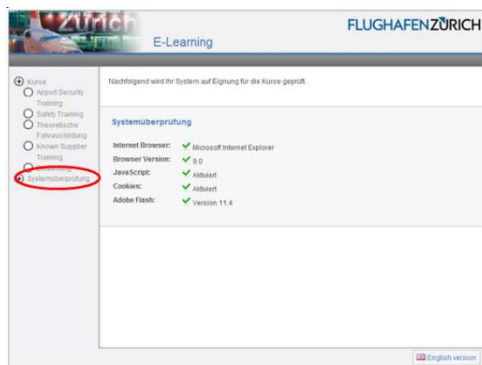 Zürich
FLUGHAFEN ZÜRICH
E-Learning
Kurse
Airport Security
Training
Safety Training
Theoretische
Fahrausbildung
Known Supplier
Training
Systemüberprüfung
Nachfolgend wird Ihr System auf Eignung für die Kurse geprüft.
Systemüberprüfung
Internet Browser: Microsoft Internet Explorer
Browser Version: 9.0
JavaScript: Aktiviert
Cookies: Aktiviert
Adobe Flash: Version 11.4
English version